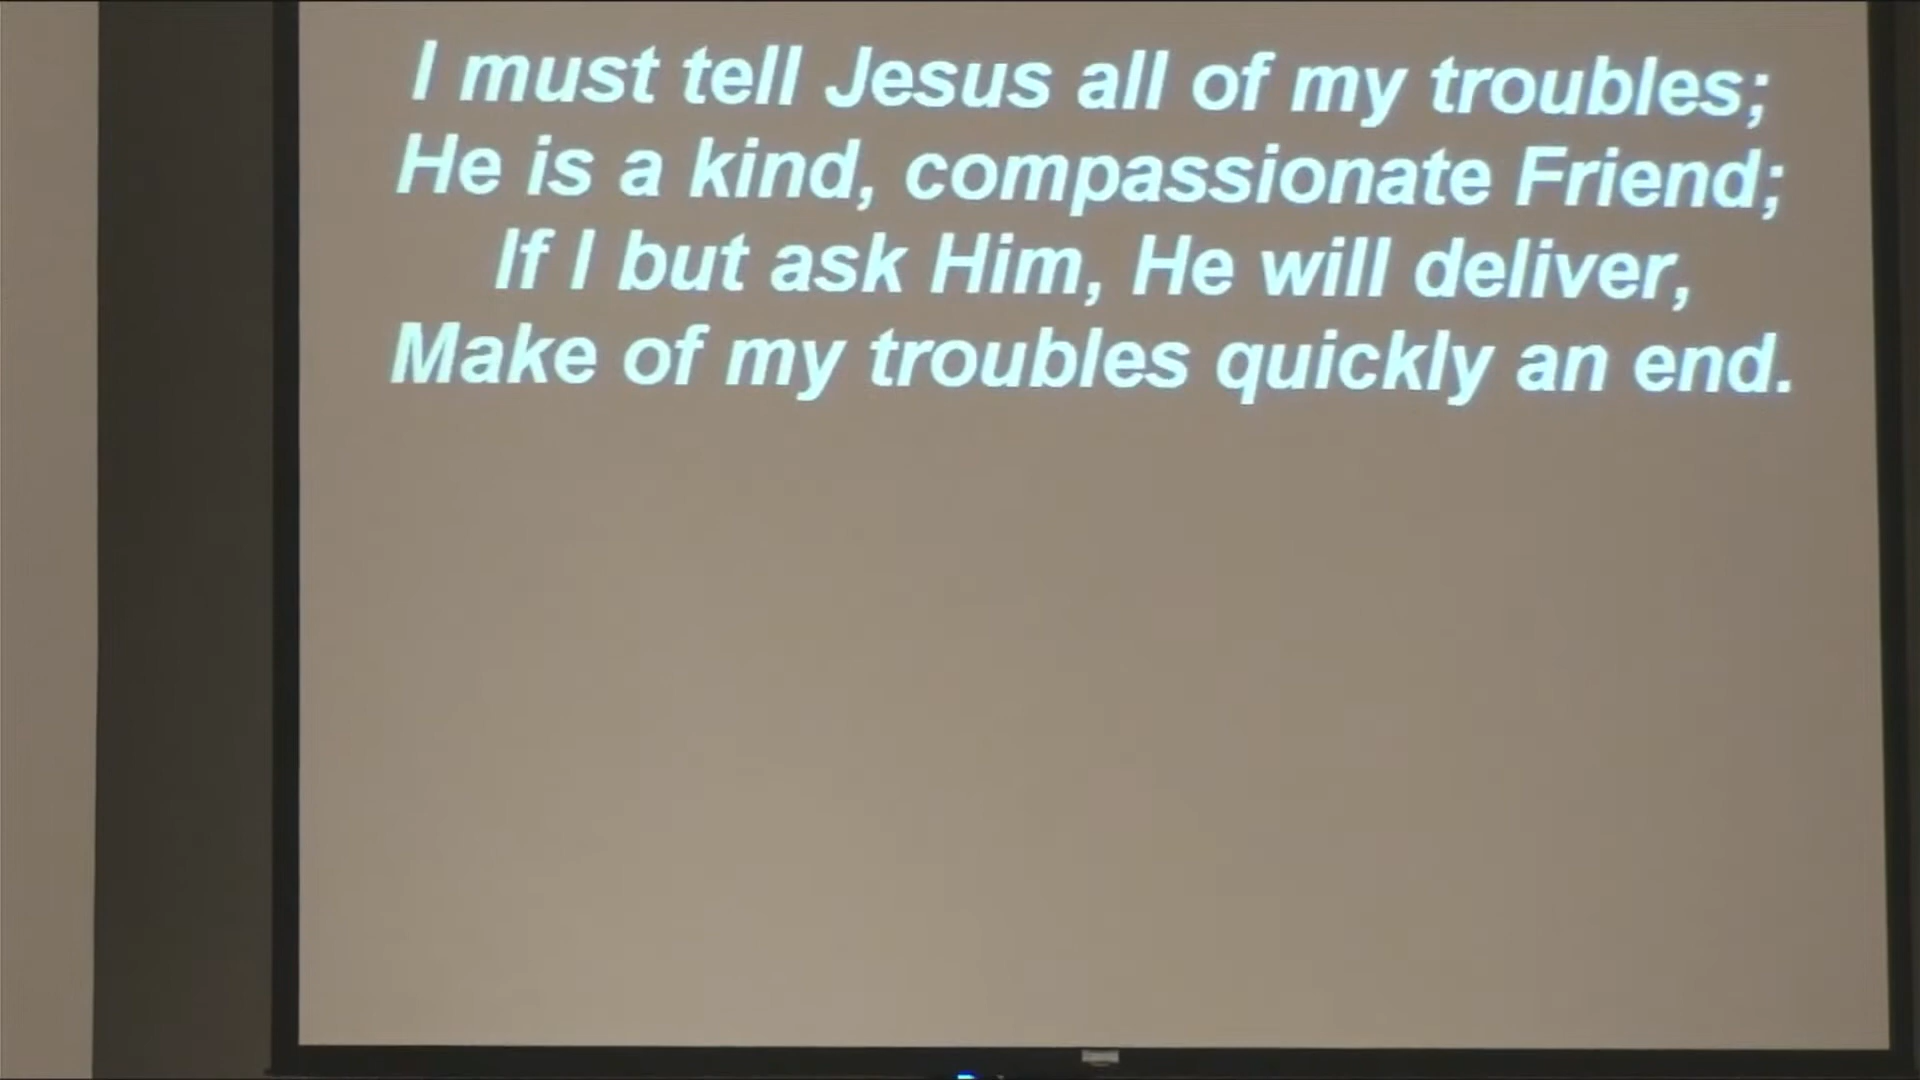 I must tell Jesus all of my troubles;
He is a kind, compassionate Friend;
If I but ask Him, He will deliver,
Make of my troubles quickly an end.